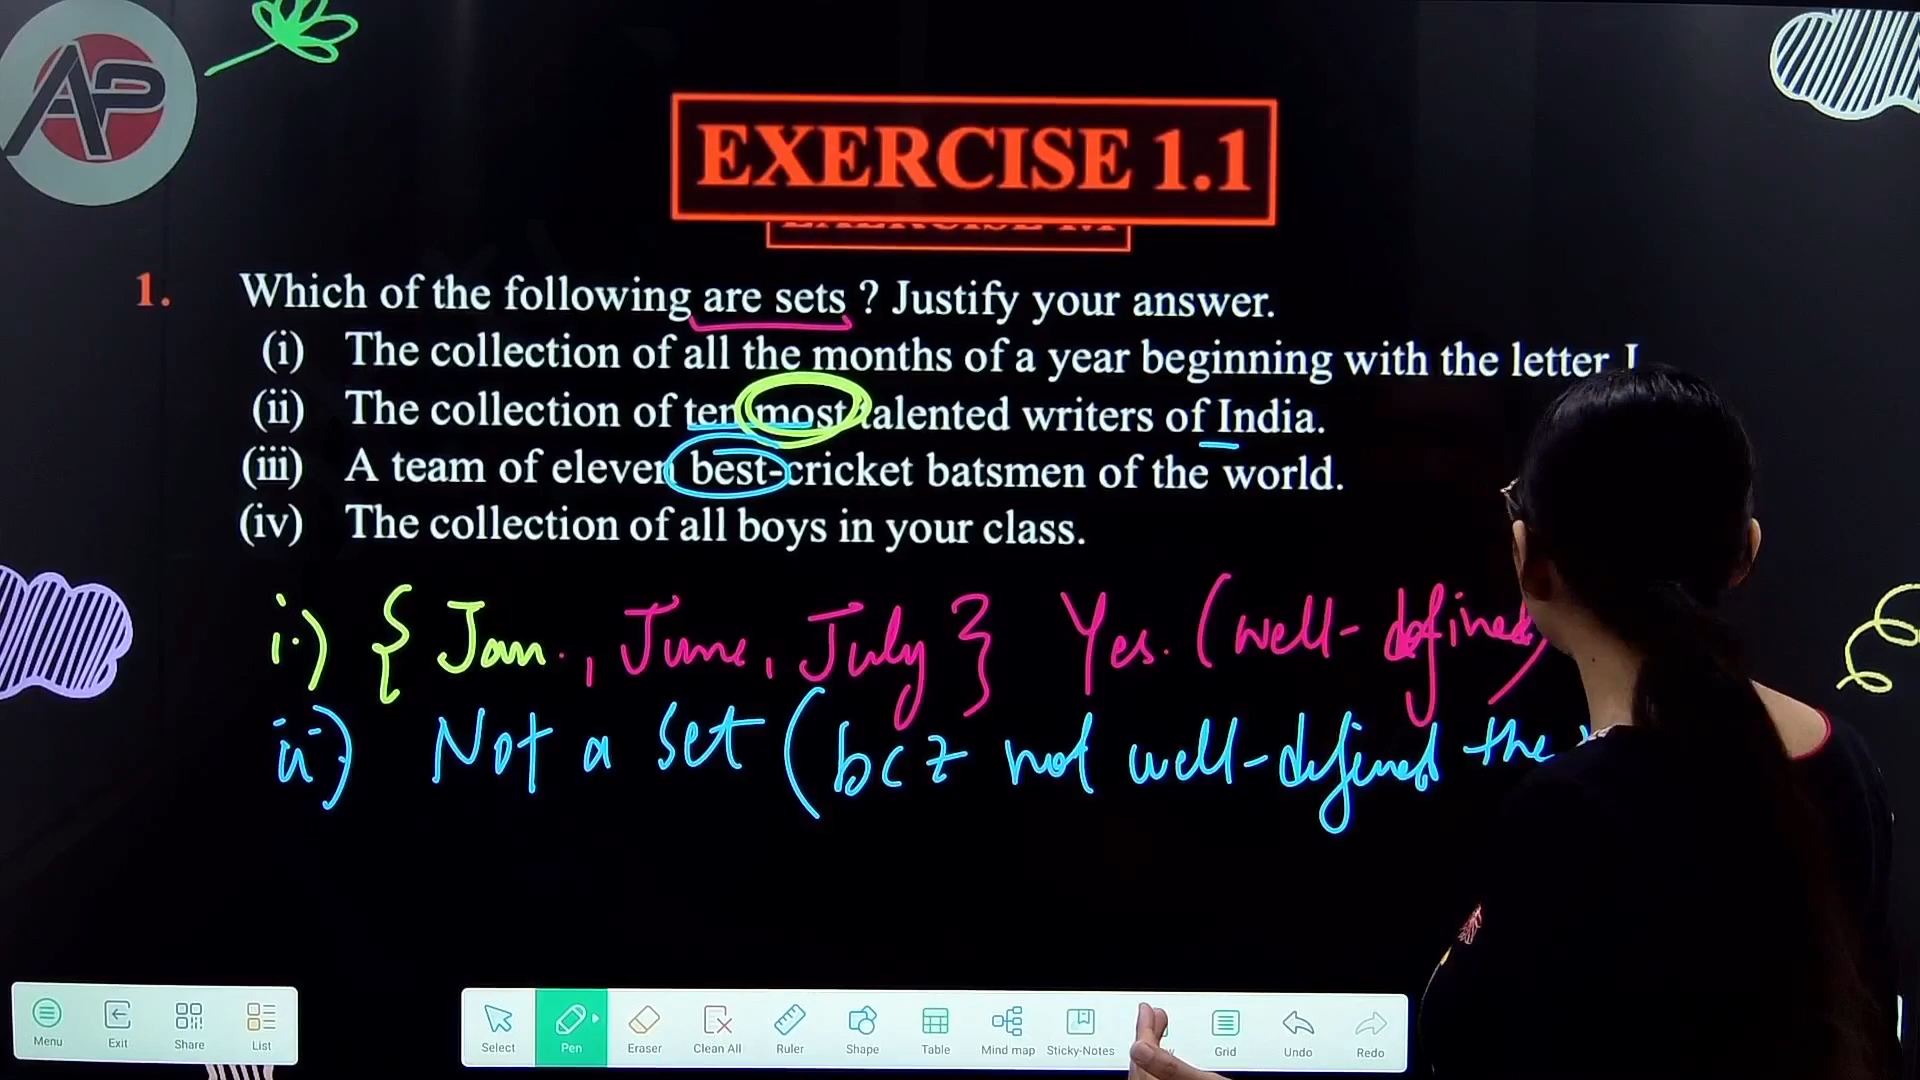 AP
EXERCISE 1.1
1. Which of the following are sets ? Justify your answer.
(i) The collection of all the months of a year beginning with the letter J
(ii) The collection of ten most talented writers of India.
(iii) A team of eleven best-cricket batsmen of the world.
(iv) The collection of all boys in your class.
i.) { Jan., June, July } Yes. (well-defined)
ii) Not a set (bcz not well-defined the
Menu Exit Share List Select Pen Eraser Clean All Ruler Shape Table Mind map Sticky-Notes Grid Undo Redo